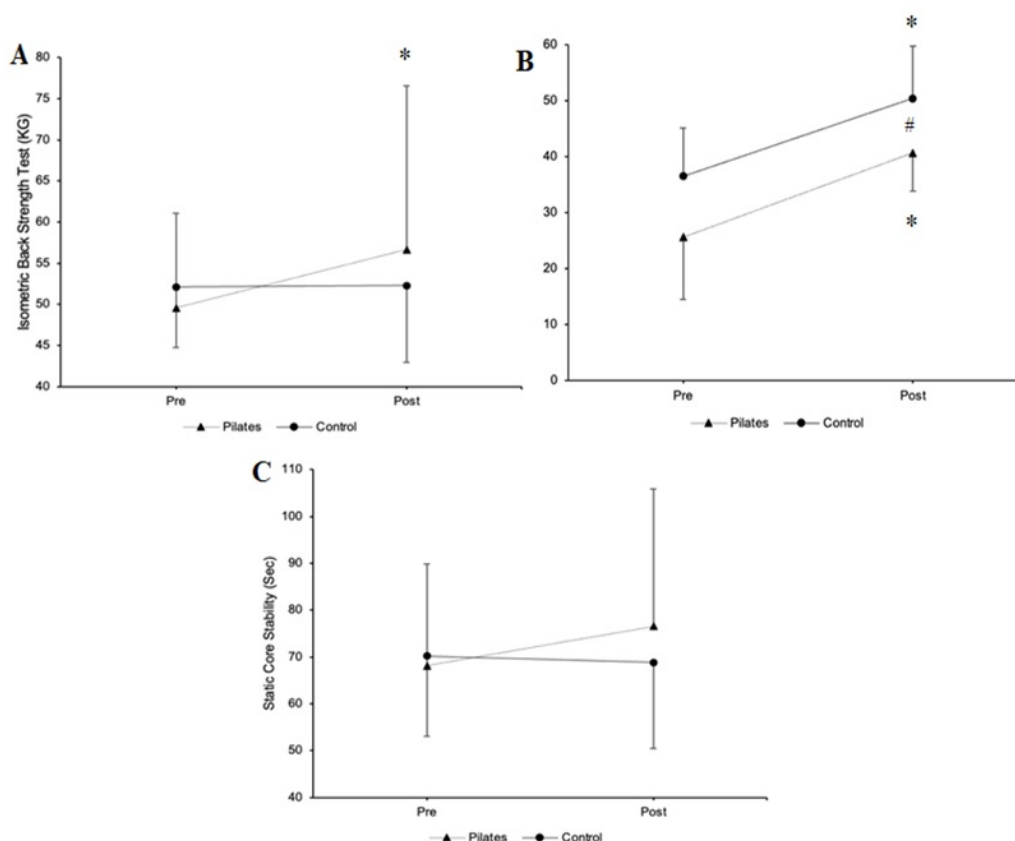 A
*
80
75
70
65
60
55
50
45
40
Isometric Back Strength Test (KG)
Pre Post
Pilates Control
B
*
60
50
#
40
30
*
20
10
0
Pre Post
Pilates Control
C
110
100
90
80
70
60
50
40
Static Core Stability (Sec)
Pre Post
Pilates Control